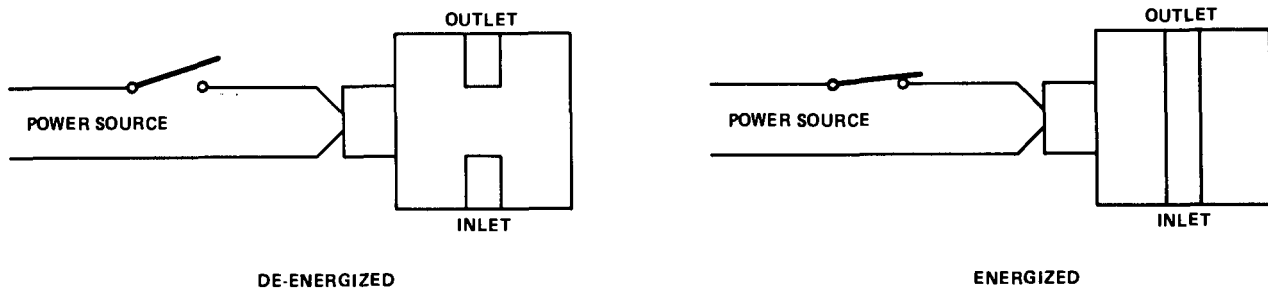 OUTLET
POWER SOURCE
INLET
DE-ENERGIZED
OUTLET
POWER SOURCE
INLET
ENERGIZED